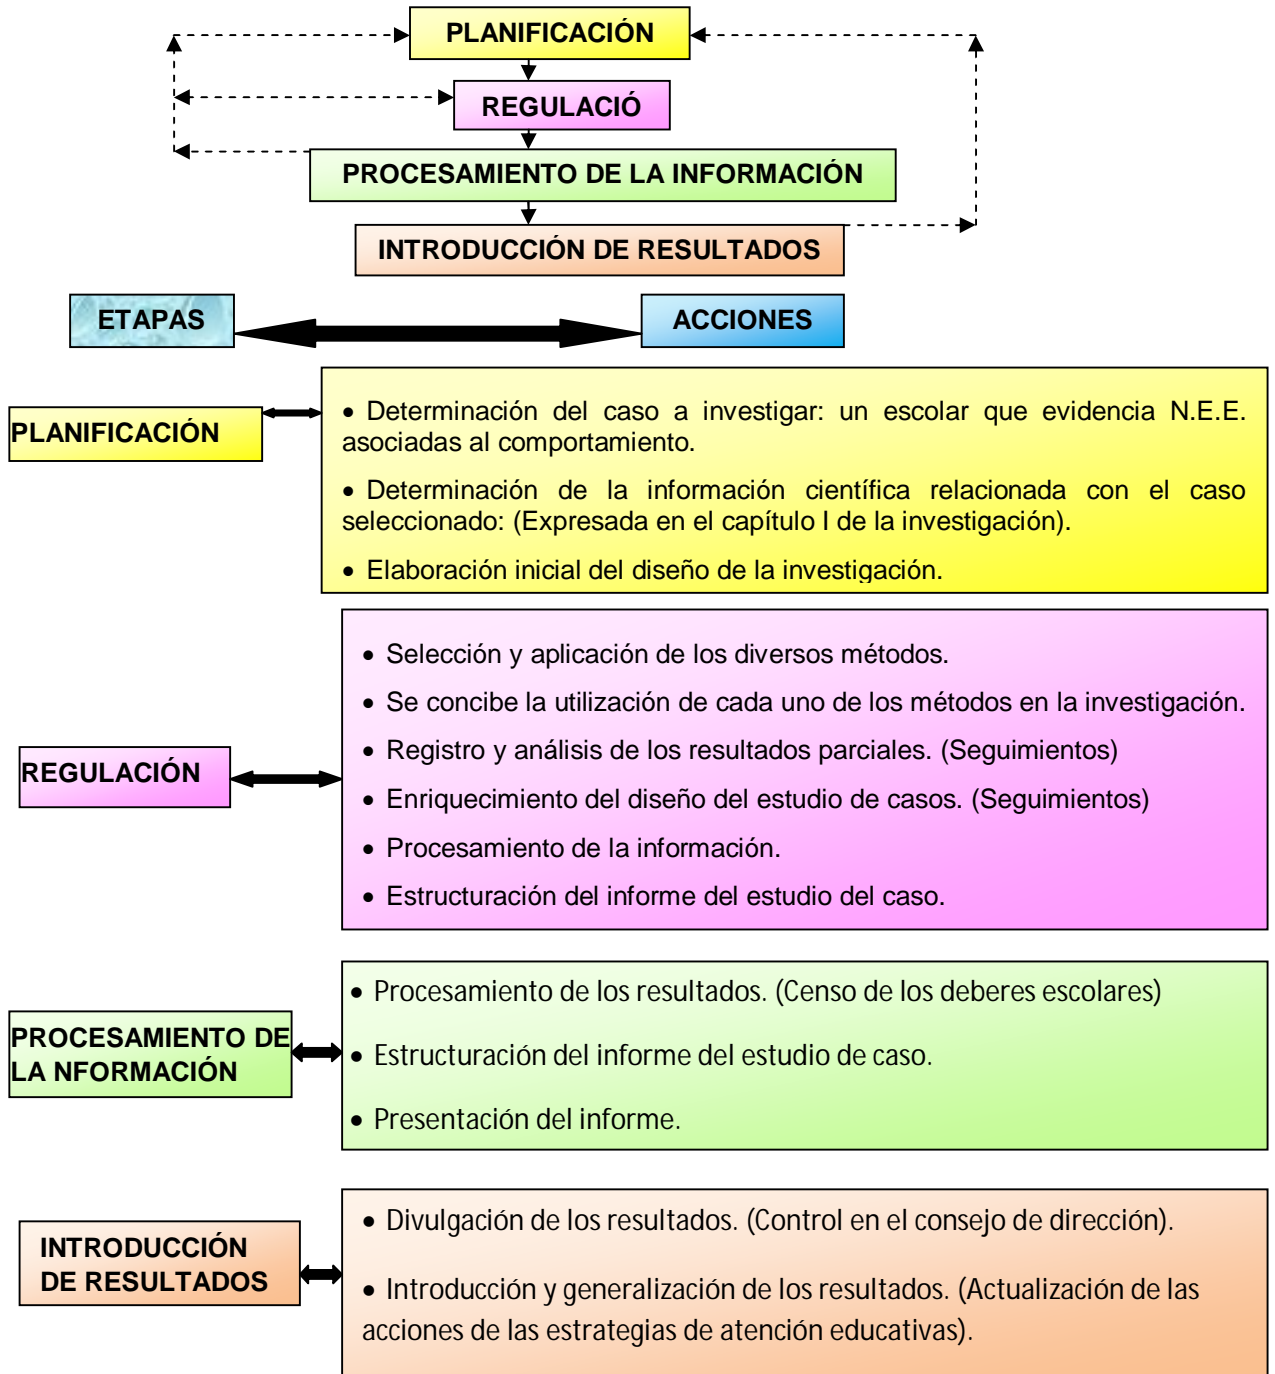 PLANIFICACIÓN
REGULACIÓ
PROCESAMIENTO DE LA INFORMACIÓN
INTRODUCCIÓN DE RESULTADOS
ETAPAS
ACCIONES
PLANIFICACIÓN
• Determinación del caso a investigar: un escolar que evidencia N.E.E.
asociadas al comportamiento.
• Determinación de la información científica relacionada con el caso
seleccionado: (Expresada en el capítulo I de la investigación).
• Elaboración inicial del diseño de la investigación.
REGULACIÓN
• Selección y aplicación de los diversos métodos.
• Se concibe la utilización de cada uno de los métodos en la investigación.
• Registro y análisis de los resultados parciales. (Seguimientos)
• Enriquecimiento del diseño del estudio de casos. (Seguimientos)
• Procesamiento de la información.
• Estructuración del informe del estudio del caso.
PROCESAMIENTO DE
LA NFORMACIÓN
• Procesamiento de los resultados. (Censo de los deberes escolares)
• Estructuración del informe del estudio de caso.
• Presentación del informe.
INTRODUCCIÓN
DE RESULTADOS
• Divulgación de los resultados. (Control en el consejo de dirección).
• Introducción y generalización de los resultados. (Actualización de las
acciones de las estrategias de atención educativas).